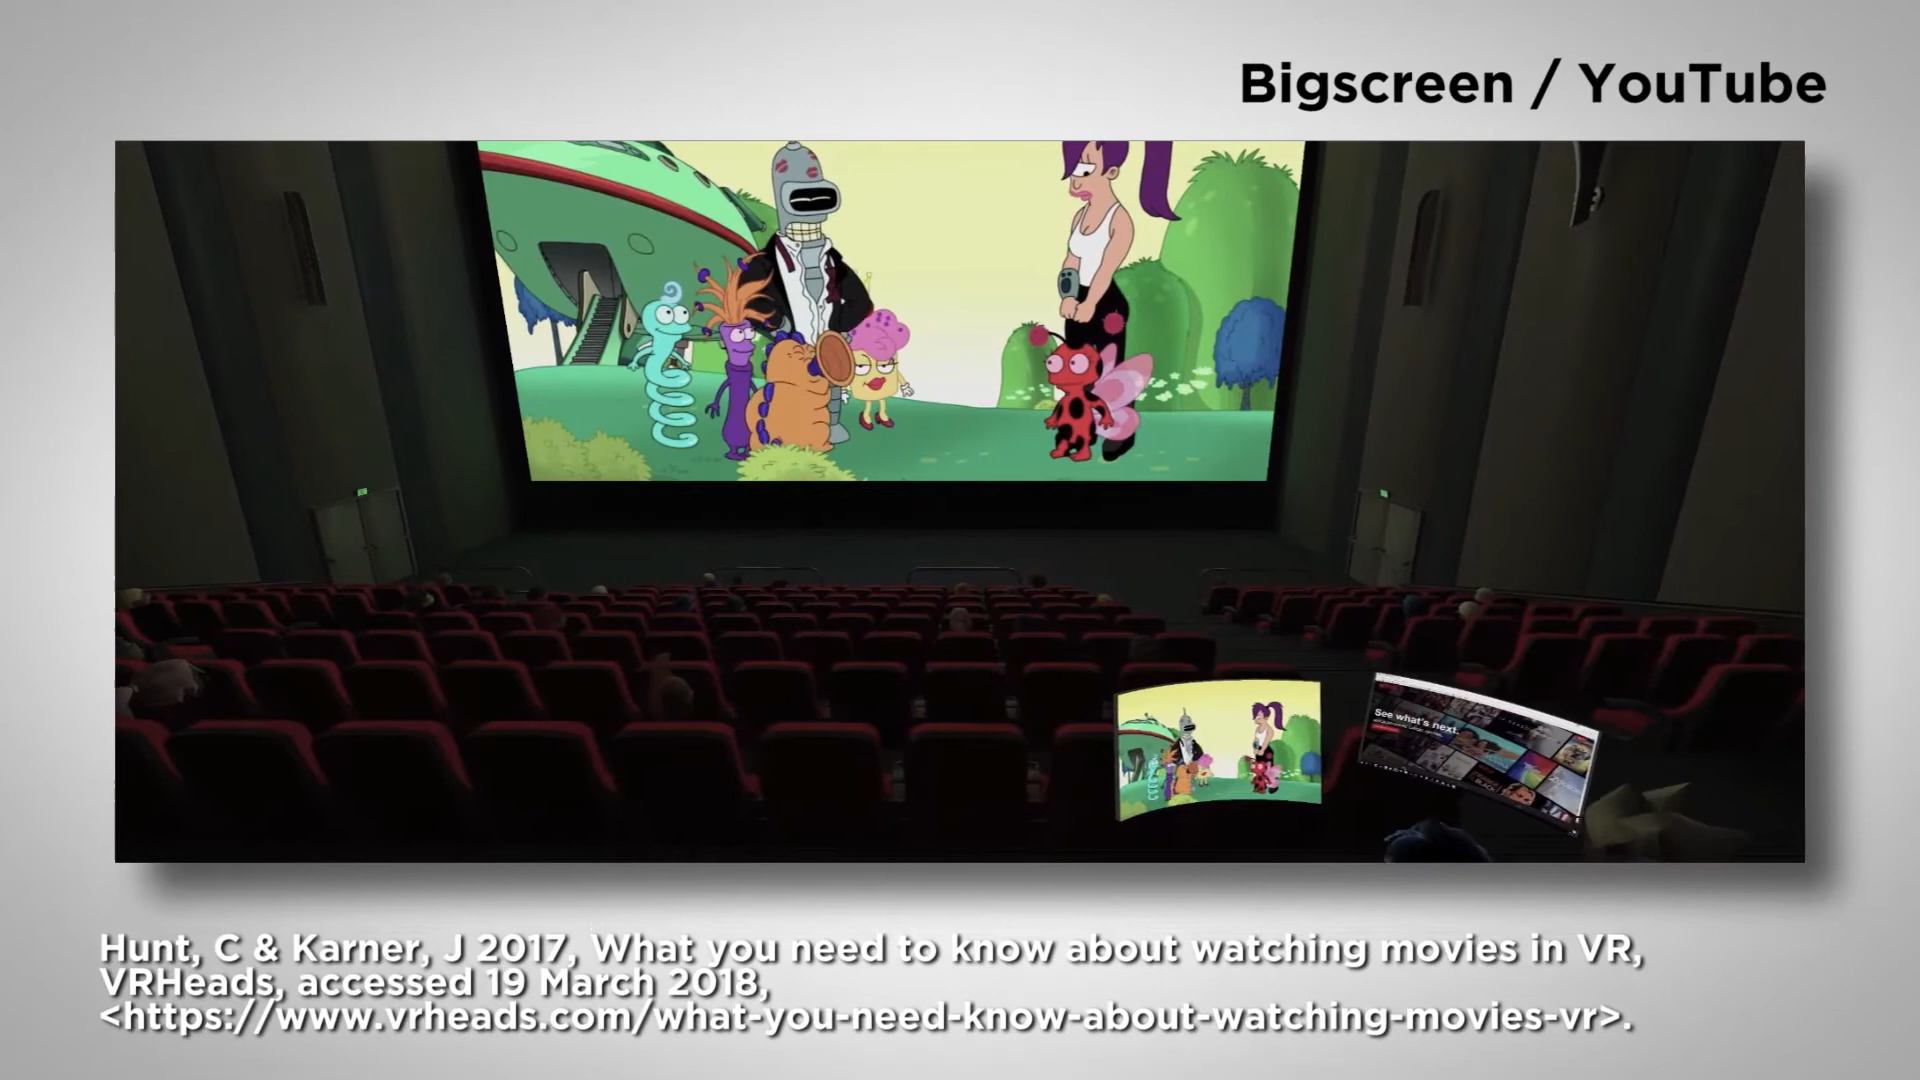 Bigscreen / YouTube
See what's next.
Hunt, C & Karner, J 2017, What you need to know about watching movies in VR,
VRHeads, accessed 19 March 2018,
<https://www.vrheads.com/what-you-need-know-about-watching-movies-vr>.